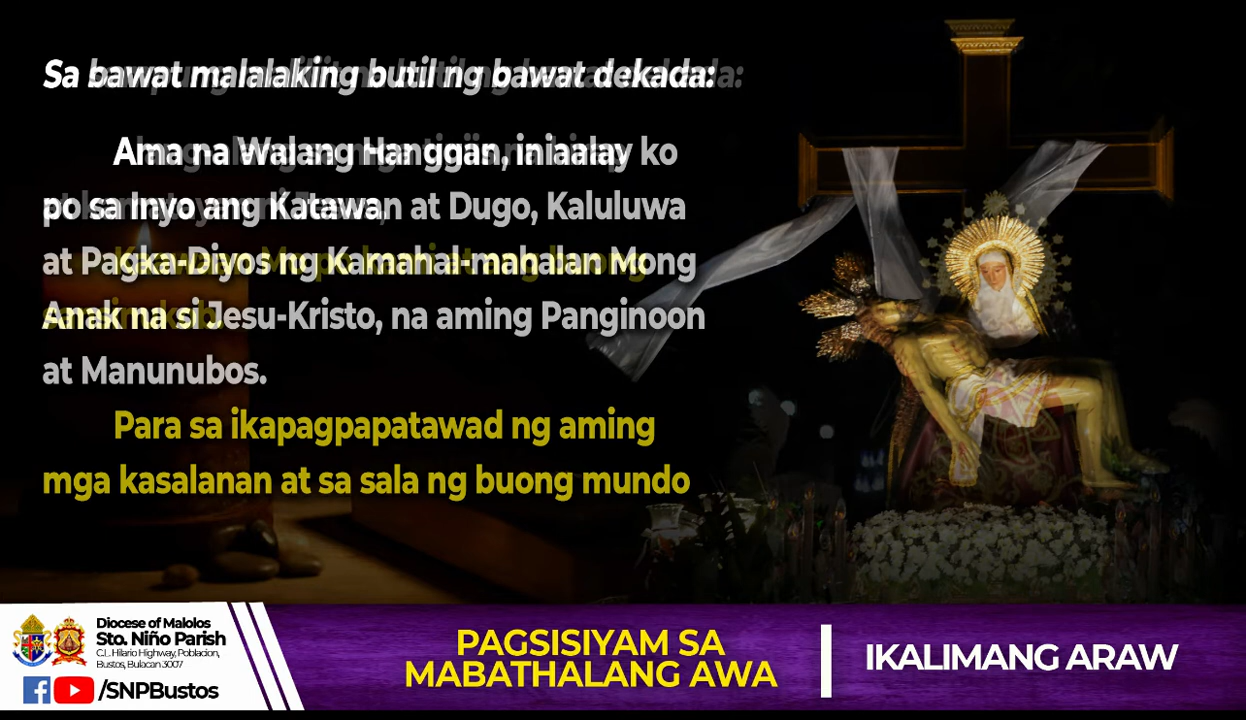 Sa bawat malalaking butil ng bawat dekada:
Ama na Walang Hanggan, iniaalay ko
po sa Inyo ang Katawan at Dugo, Kaluluwa
at Pagka-Diyos ng Kamahal-mahalan Mong
Anak na si Jesu-Kristo, na aming Panginoon
at Manunubos.
Para sa ikapagpapatawad ng aming
mga kasalanan at sa sala ng buong mundo
Diocese of Malolos
Sto. Niño Parish
C.L. Hilario Highway, Poblacion,
Bustos, Bulacan 3007
/SNPBustos
PAGSISIYAM SA
MABATHALANG AWA
IKALIMANG ARAW